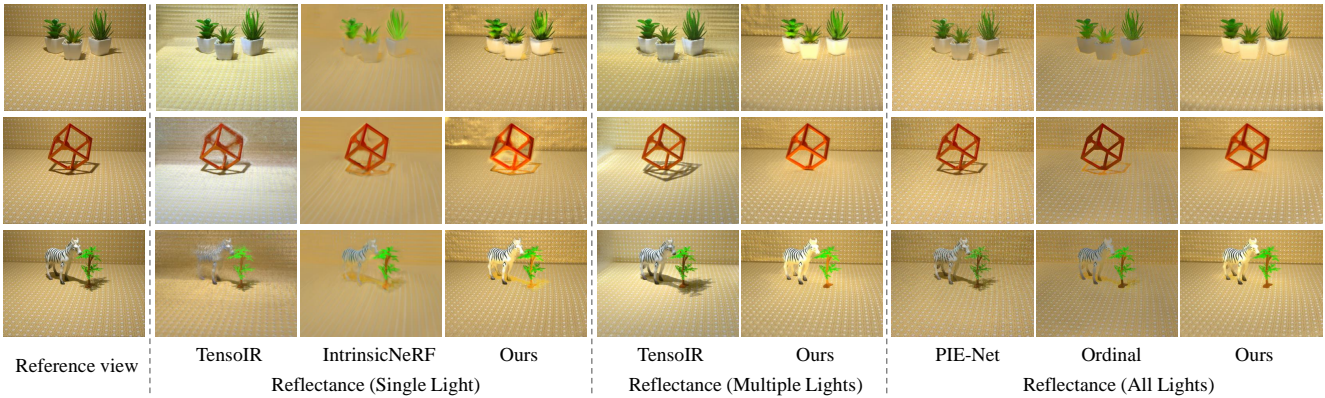 Reference view
TensoIR IntrinsicNeRF Ours TensoIR Ours PIE-Net Ordinal Ours
Reflectance (Single Light) Reflectance (Multiple Lights) Reflectance (All Lights)